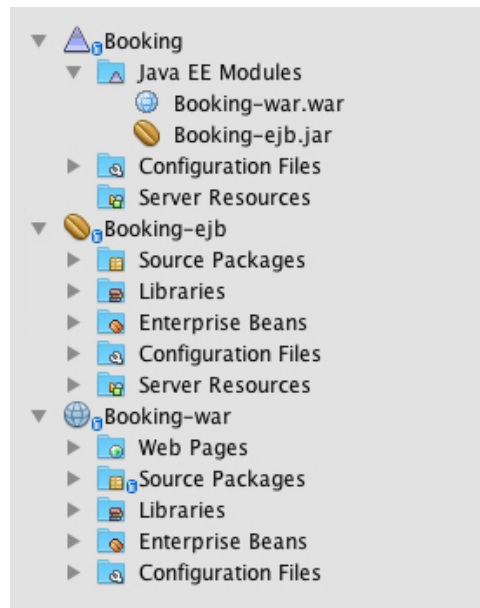 Booking
Java EE Modules
Booking-war.war
Booking-ejb.jar
Configuration Files
Server Resources
Booking-ejb
Source Packages
Libraries
Enterprise Beans
Configuration Files
Server Resources
Booking-war
Web Pages
Source Packages
Libraries
Enterprise Beans
Configuration Files